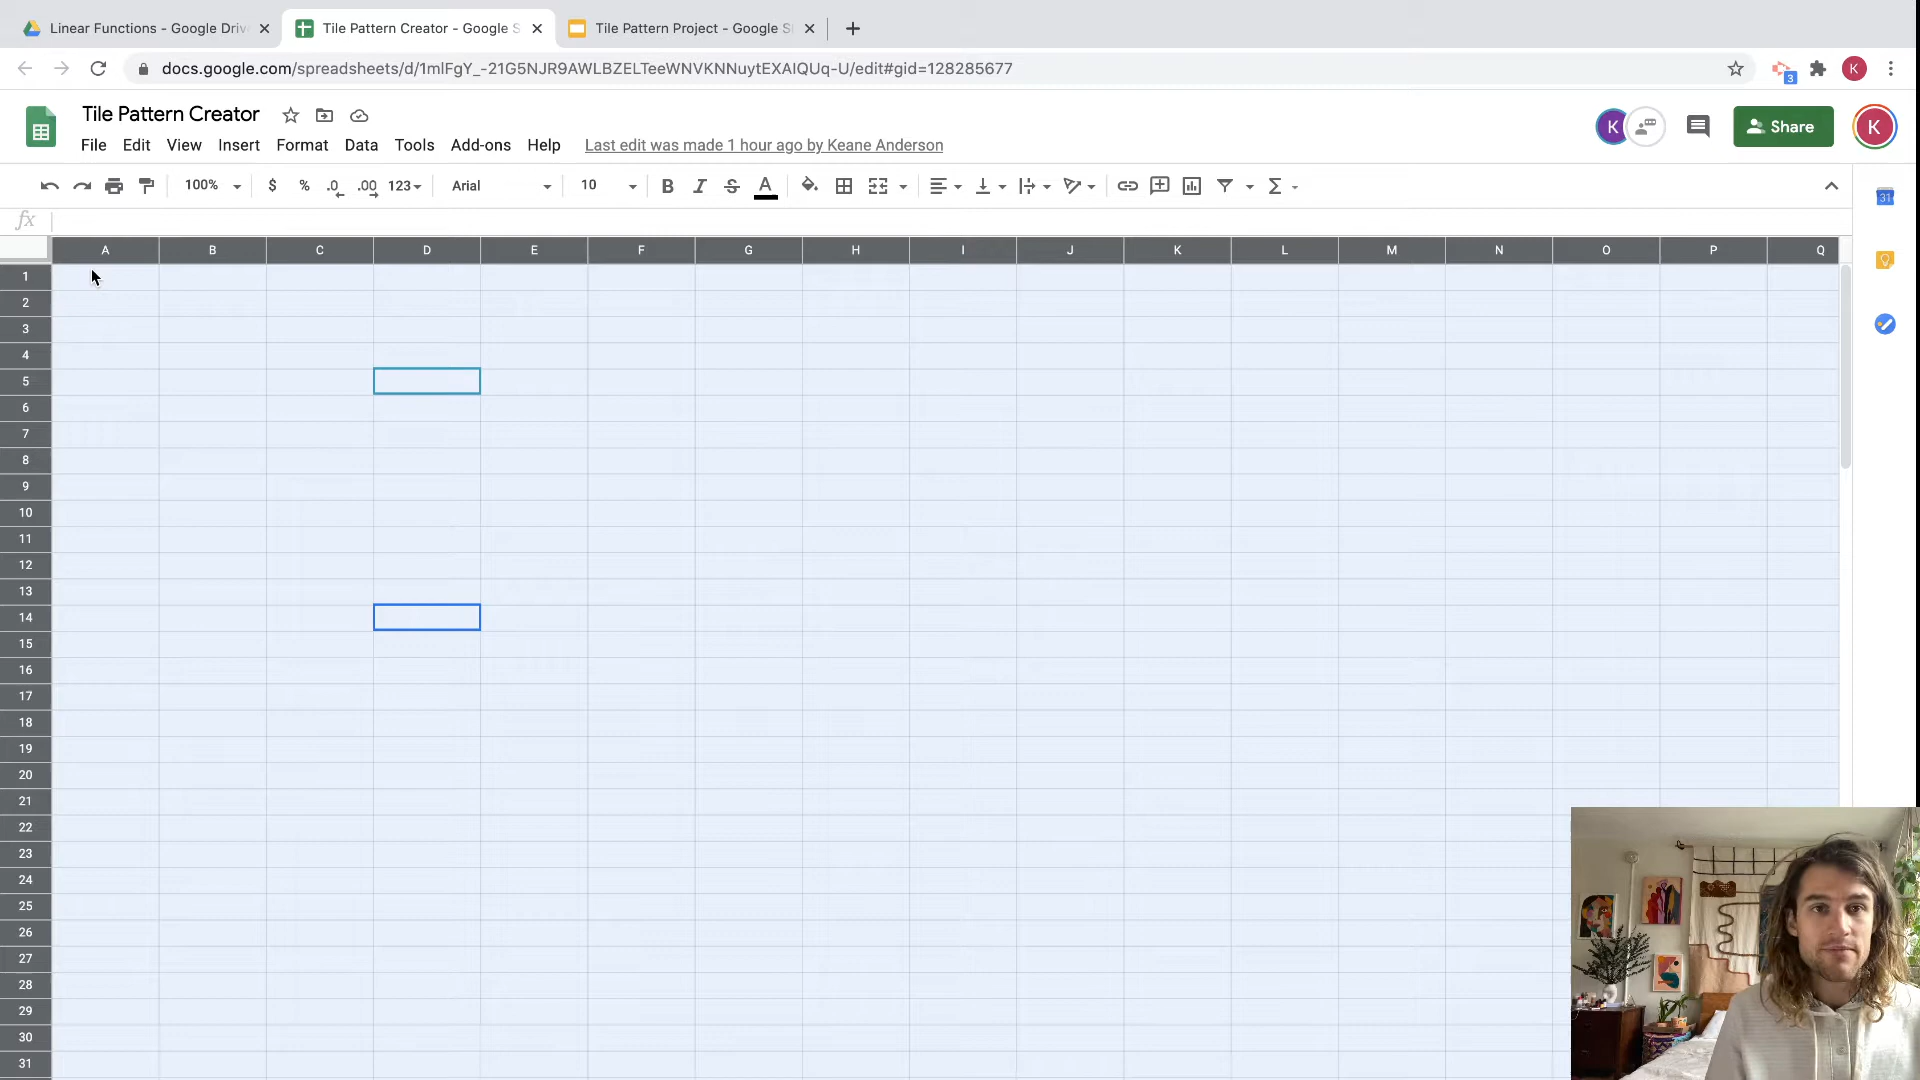 Linear Functions - Google Driv
Tile Pattern Creator - Google S
Tile Pattern Project - Google Sl
docs.google.com/spreadsheets/d/1mlFgY_-21G5NJR9AWLBZELTeeWNVKNNuytEXAlQUq-U/edit#gid=128285677
3
K
Tile Pattern Creator
File Edit View Insert Format Data Tools Add-ons Help Last edit was made 1 hour ago by Keane Anderson
K
Share
K
100% $ % .0 .00 123 Arial 10 B I S A Σ
31
fx
A B C D E F G H I J K L M N O P Q
1
2
3
4
5
6
7
8
9
10
11
12
13
14
15
16
17
18
19
20
21
22
23
24
25
26
27
28
29
30
31